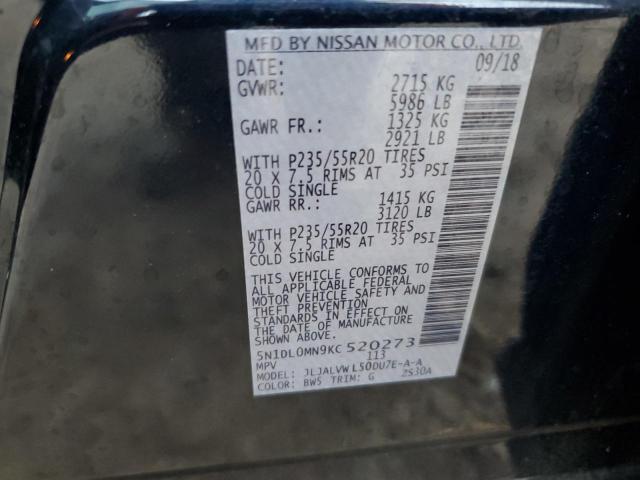 MFD BY NISSAN MOTOR CO., LTD.
DATE: 09/18
GVWR: 2715 KG
5986 LB
GAWR FR.: 1325 KG
2921 LB
WITH P235/55R20 TIRES
20 X 7.5 RIMS AT 35 PSI
COLD SINGLE
GAWR RR.: 1415 KG
3120 LB
WITH P235/55R20 TIRES
20 X 7.5 RIMS AT 35 PSI
COLD SINGLE
THIS VEHICLE CONFORMS TO
ALL APPLICABLE FEDERAL
MOTOR VEHICLE SAFETY AND
THEFT PREVENTION
STANDARDS IN EFFECT ON
THE DATE OF MANUFACTURE
SHOWN ABOVE.
5N1DL0MN9KC520273
MPV 113
MODEL: JLJALVWL50DU7E-A-A
COLOR: BW5 TRIM: G 2S30A